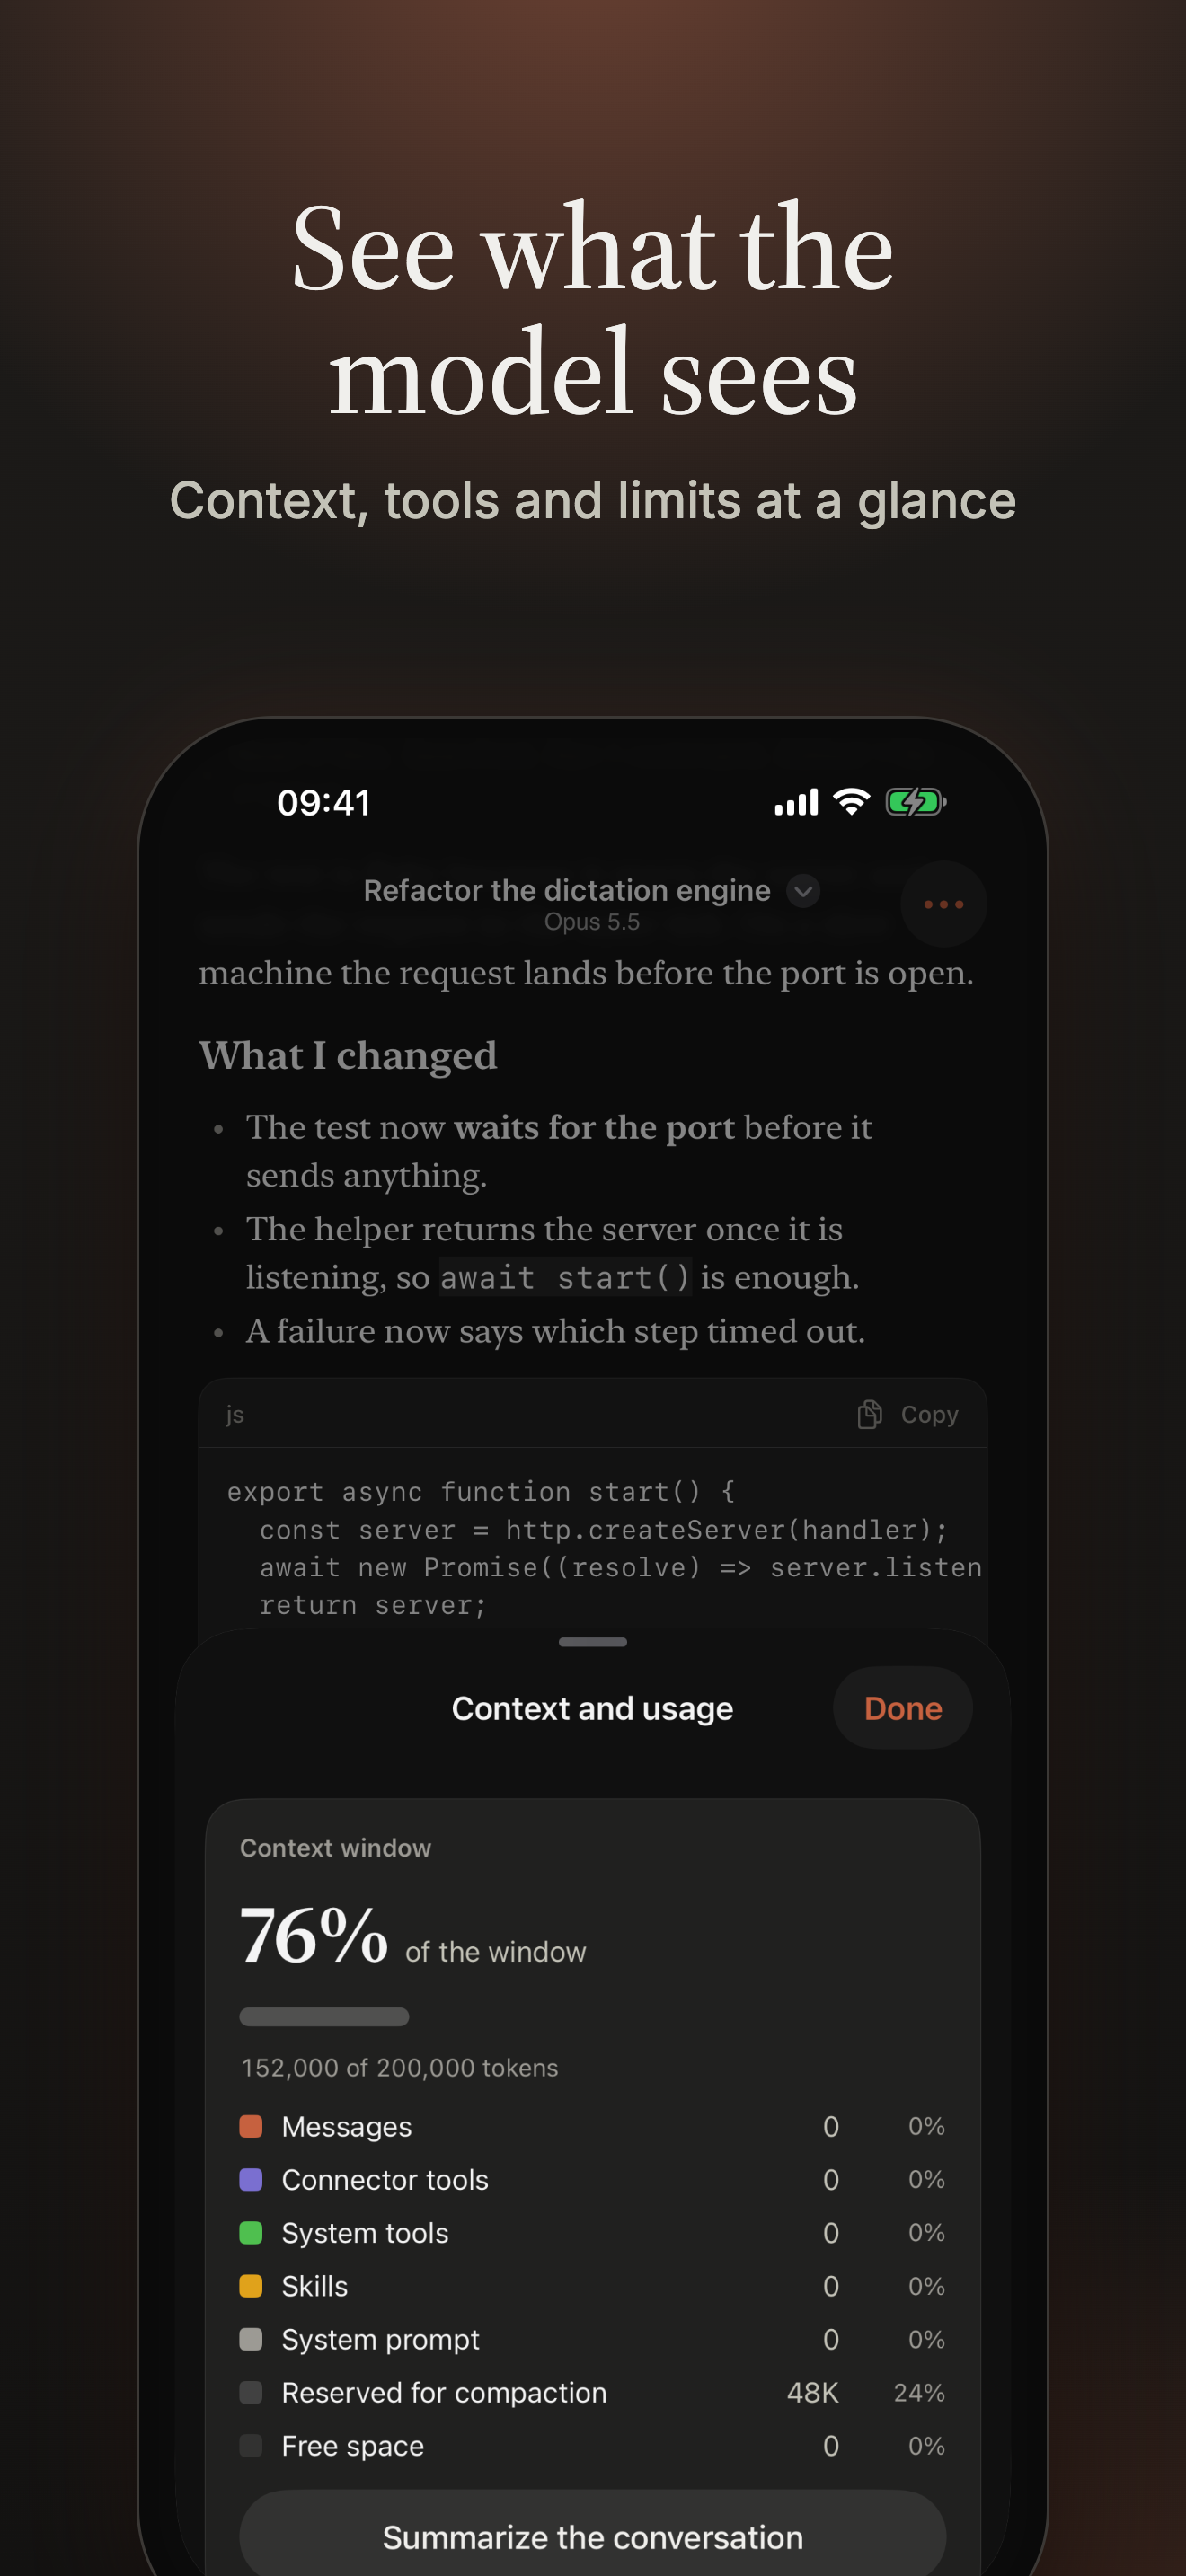 See what the
model sees
Context, tools and limits at a glance
09:41
Refactor the dictation engine
Opus 5.5
machine the request lands before the port is open.
What I changed
• The test now waits for the port before it
sends anything.
• The helper returns the server once it is
listening, so await start() is enough.
• A failure now says which step timed out.
js Copy
export async function start() {
const server = http.createServer(handler);
await new Promise((resolve) => server.listen
return server;
Context and usage Done
Context window
76% of the window
152,000 of 200,000 tokens
Messages 0 0%
Connector tools 0 0%
System tools 0 0%
Skills 0 0%
System prompt 0 0%
Reserved for compaction 48K 24%
Free space 0 0%
Summarize the conversation